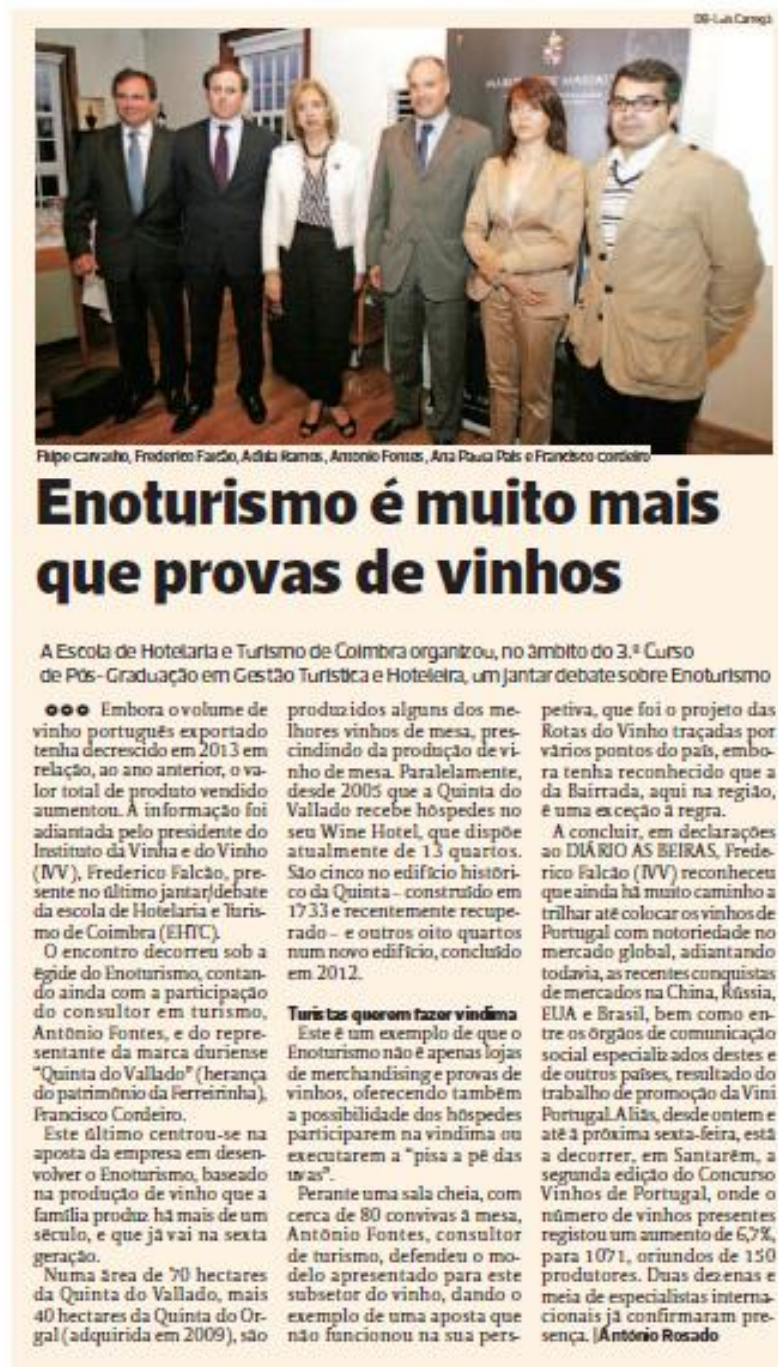 DB-Luís Carregã
Filipe Carvalho, Frederico Falcão, Adília Ramos, António Fontes, Ana Paula Pais e Francisco Cordeiro
Enoturismo é muito mais
que provas de vinhos
A Escola de Hotelaria e Turismo de Coimbra organizou, no âmbito do 3.º Curso
de Pós-Graduação em Gestão Turística e Hoteleira, um jantar debate sobre Enoturismo
Embora o volume de
vinho português exportado
tenha decrescido em 2013 em
relação, ao ano anterior, o va-
lor total de produto vendido
aumentou. A informação foi
adiantada pelo presidente do
Instituto da Vinha e do Vinho
(IVV), Frederico Falcão, pre-
sente no último jantar/debate
da escola de Hotelaria e Turis-
mo de Coimbra (EHTC).
O encontro decorreu sob a
égide do Enoturismo, contan-
do ainda com a participação
do consultor em turismo,
António Fontes, e do repre-
sentante da marca duriense
“Quinta do Vallado” (herança
do património da Ferreirinha),
Francisco Cordeiro.
Este último centrou-se na
aposta da empresa em desen-
volver o Enoturismo, baseado
na produção de vinho que a
família produz há mais de um
século, e que já vai na sexta
geração.
Numa área de 70 hectares
da Quinta do Vallado, mais
40 hectares da Quinta do Or-
gal (adquirida em 2009), são
produzidos alguns dos me-
lhores vinhos de mesa, pres-
cindindo da produção de vi-
nho de mesa. Paralelamente,
desde 2005 que a Quinta do
Vallado recebe hóspedes no
seu Wine Hotel, que dispõe
atualmente de 13 quartos.
São cinco no edifício históri-
co da Quinta – construído em
1733 e recentemente recupe-
rado – e outros oito quartos
num novo edifício, concluído
em 2012.
Turistas querem fazer vindima
Este é um exemplo de que o
Enoturismo não é apenas lojas
de merchandising e provas de
vinhos, oferecendo também
a possibilidade dos hóspedes
participarem na vindima ou
executarem a “pisa a pé das
uvas”.
Perante uma sala cheia, com
cerca de 80 convivas à mesa,
António Fontes, consultor
de turismo, defendeu o mo-
delo apresentado para este
subsetor do vinho, dando o
exemplo de uma aposta que
não funcionou na sua pers-
petiva, que foi o projeto das
Rotas do Vinho traçadas por
vários pontos do país, embo-
ra tenha reconhecido que a
da Bairrada, aqui na região,
é uma exceção à regra.
A concluir, em declarações
ao DIÁRIO AS BEIRAS, Frede-
rico Falcão (IVV) reconheceu
que ainda há muito caminho a
trilhar até colocar os vinhos de
Portugal com notoriedade no
mercado global, adiantando
todavia, as recentes conquistas
de mercados na China, Rússia,
EUA e Brasil, bem como en-
tre os órgãos de comunicação
social especializados destes e
de outros países, resultado do
trabalho de promoção da Vini
Portugal. Aliás, desde ontem e
até à próxima sexta-feira, está
a decorrer, em Santarém, a
segunda edição do Concurso
Vinhos de Portugal, onde o
número de vinhos presentes
registou um aumento de 6,7%,
para 1071, oriundos de 150
produtores. Duas dezenas e
meia de especialistas interna-
cionais já confirmaram pre-
sença. |António Rosado